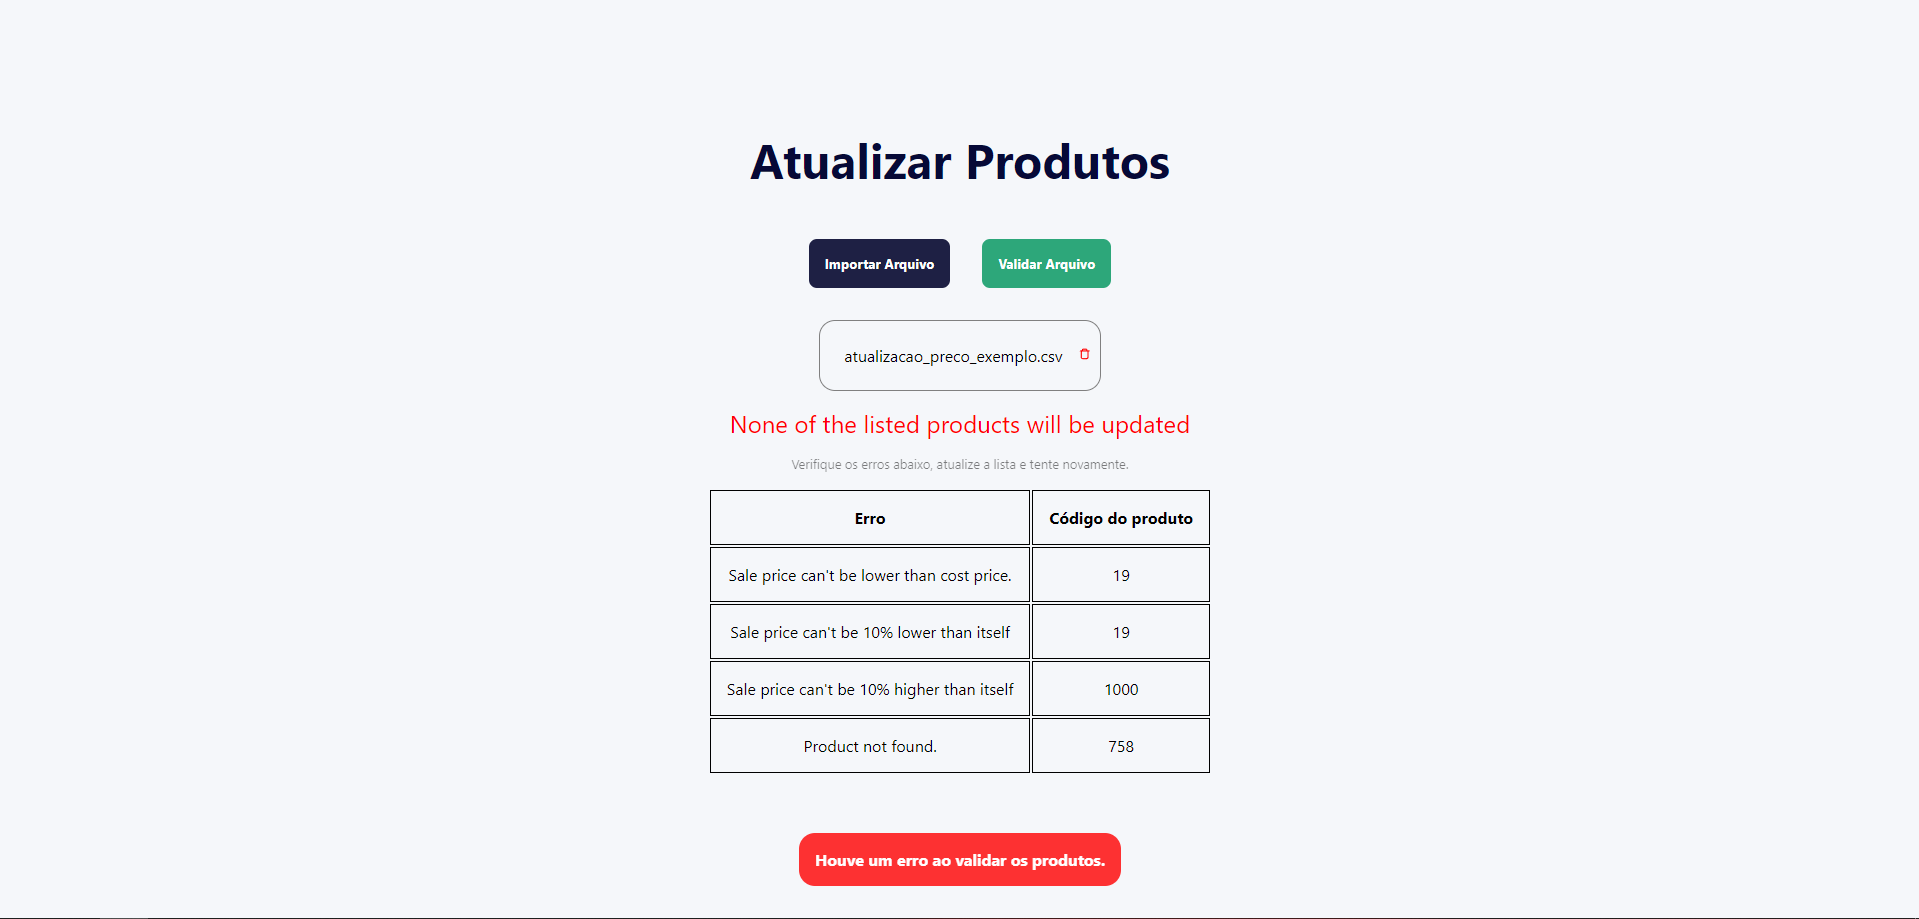 Atualizar Produtos
Importar Arquivo
Validar Arquivo
atualizacao_preco_exemplo.csv
None of the listed products will be updated
Verifique os erros abaixo, atualize a lista e tente novamente.
Erro
Código do produto
Sale price can't be lower than cost price.
19
Sale price can't be 10% lower than itself
19
Sale price can't be 10% higher than itself
1000
Product not found.
758
Houve um erro ao validar os produtos.